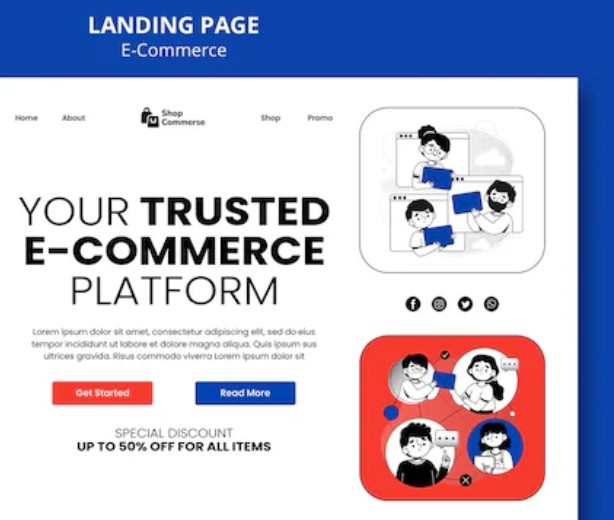 LANDING PAGE
E-Commerce
Home About Shop Commerse Shop Promo
YOUR TRUSTED
E-COMMERCE
PLATFORM
Lorem ipsum dolor sit amet, consectetur adipiscing elit, sed do eius
tempor incididunt ut labore et dolore magna aliqua. Quis ipsum sus
ultrices gravida. Risus commodo viverra Lorem ipsum dolor sit
Get Started Read More
SPECIAL DISCOUNT
UP TO 50% OFF FOR ALL ITEMS